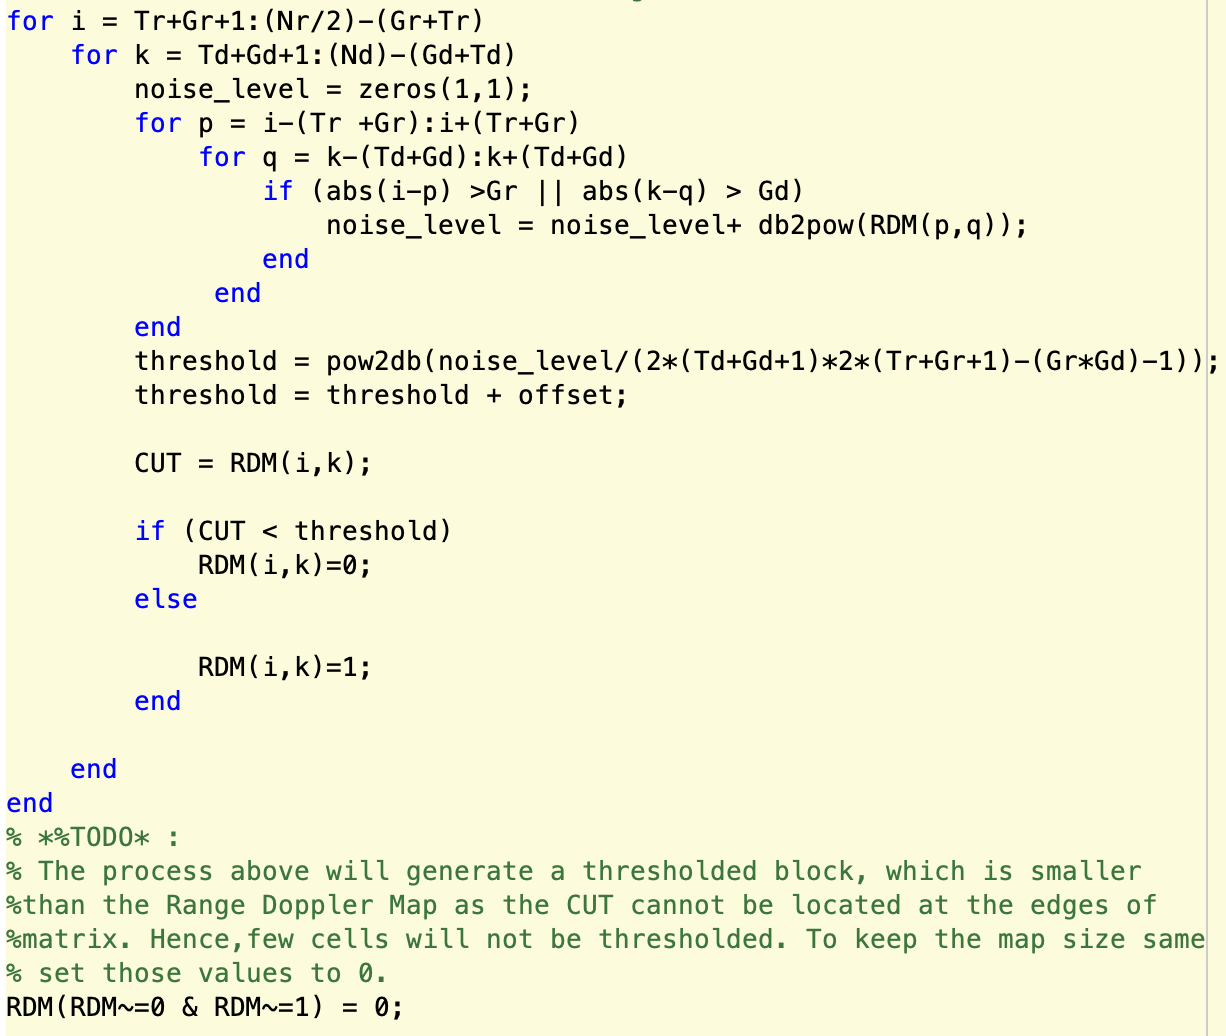 for i = Tr+Gr+1:(Nr/2)-(Gr+Tr)
    for k = Td+Gd+1:(Nd)-(Gd+Td)
        noise_level = zeros(1,1);
        for p = i-(Tr +Gr):i+(Tr+Gr)
            for q = k-(Td+Gd):k+(Td+Gd)
                if (abs(i-p) >Gr || abs(k-q) > Gd)
                    noise_level = noise_level+ db2pow(RDM(p,q));
                end
             end
        end
        threshold = pow2db(noise_level/(2*(Td+Gd+1)*2*(Tr+Gr+1)-(Gr*Gd)-1));
        threshold = threshold + offset;

        CUT = RDM(i,k);

        if (CUT < threshold)
            RDM(i,k)=0;
        else

            RDM(i,k)=1;
        end

    end
end
% *%TODO* :
% The process above will generate a thresholded block, which is smaller
%than the Range Doppler Map as the CUT cannot be located at the edges of
%matrix. Hence,few cells will not be thresholded. To keep the map size same
% set those values to 0.
RDM(RDM~=0 & RDM~=1) = 0;